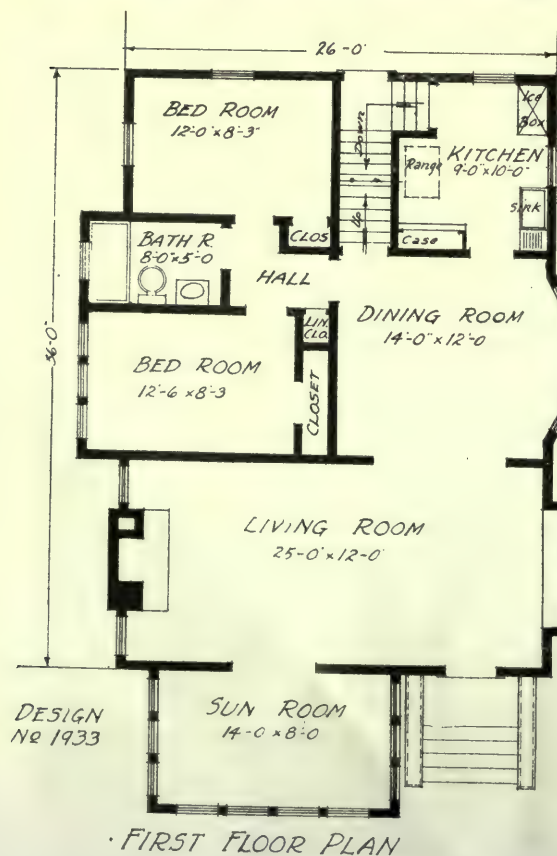 26-0"
BED ROOM
12'-0" x 8'-3"
Down
Up
Ice
Box
Range
KITCHEN
9'-0" x 10'-0"
SINK
Case
CLOS
BATH R.
8'-0" x 5'-0
HALL
36-0"
LIN.
CLO.
DINING ROOM
14'-0" x 12'-0
BED ROOM
12'-6 x 8'-3
CLOSET
LIVING ROOM
25'-0" x 12'-0"
DESIGN
No 1933
SUN ROOM
14-0 x 8'-0
FIRST FLOOR PLAN